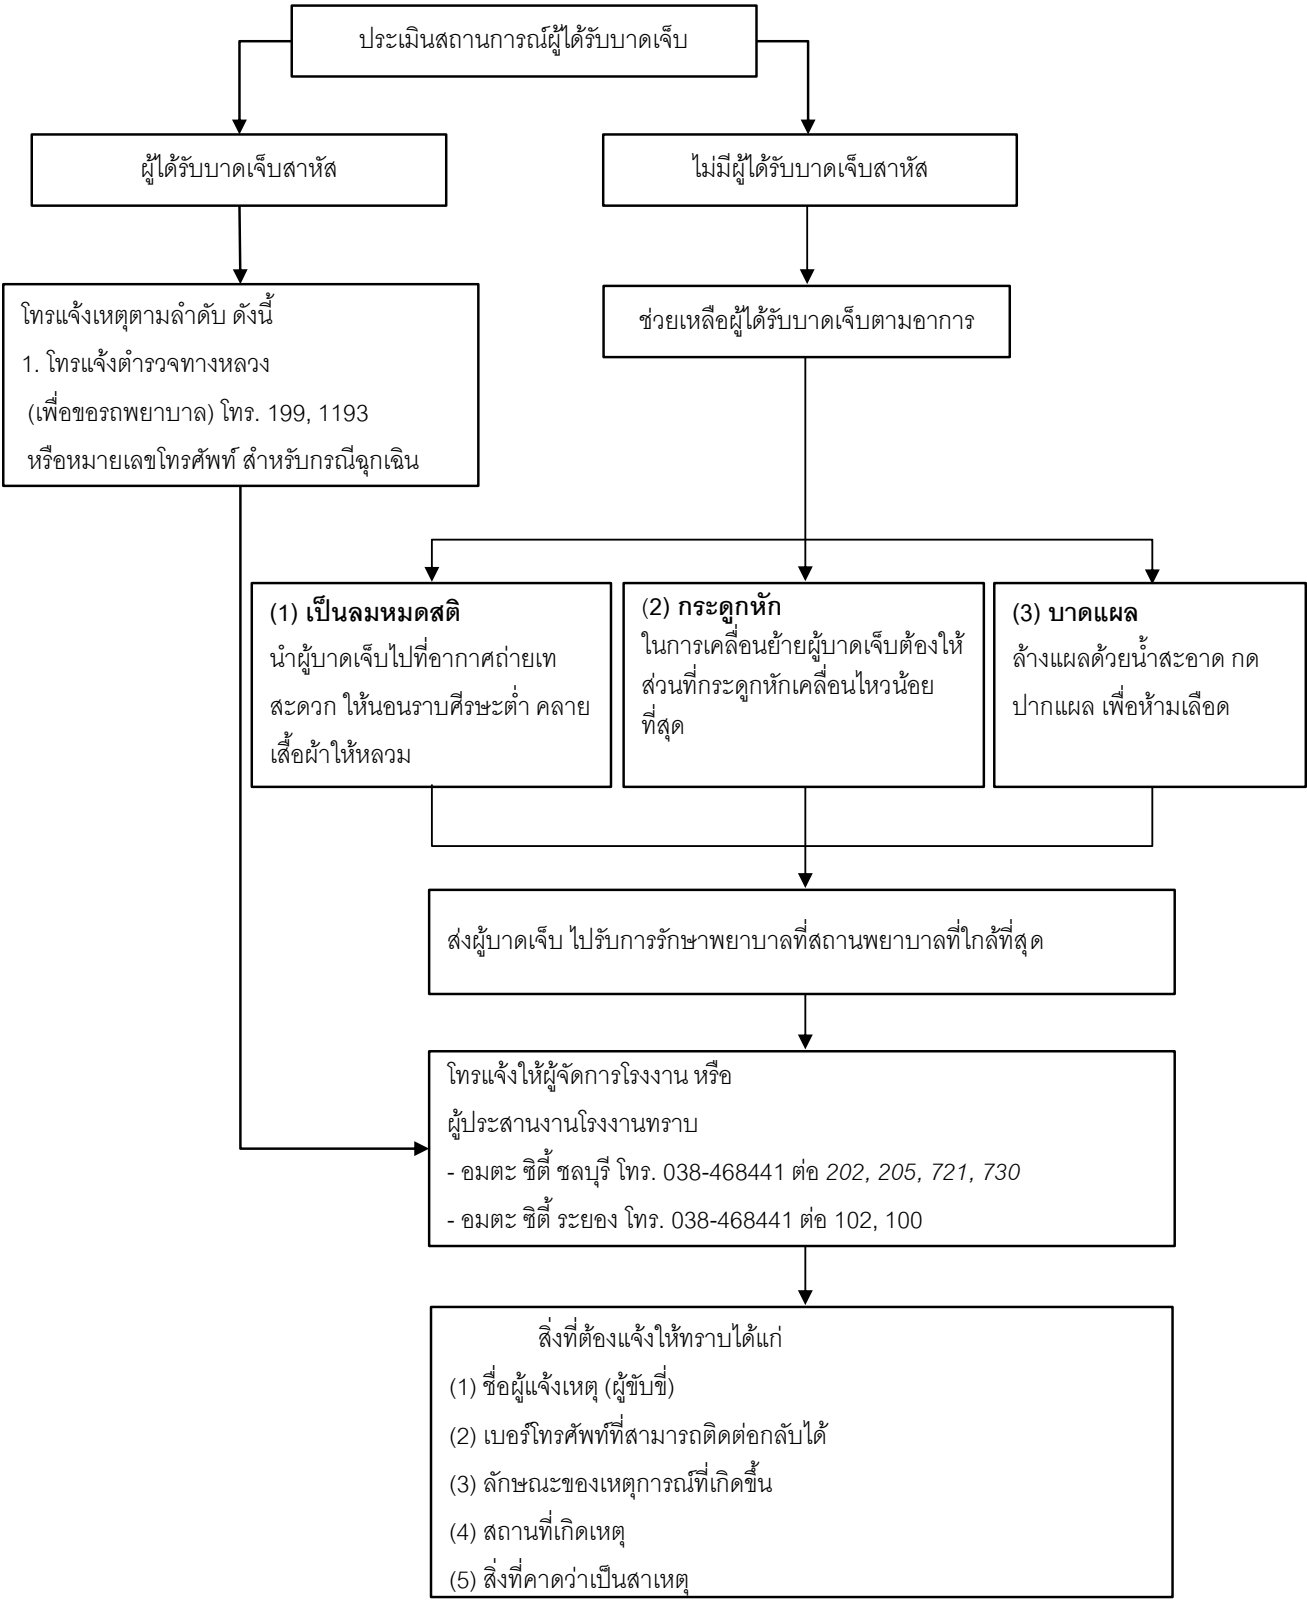 ประเมินสถานการณ์ผู้ได้รับบาดเจ็บ
ผู้ได้รับบาดเจ็บสาหัส
ไม่มีผู้ได้รับบาดเจ็บสาหัส
โทรแจ้งเหตุตามลำดับ ดังนี้
1. โทรแจ้งตำรวจทางหลวง
(เพื่อขอรถพยาบาล) โทร. 199, 1193
หรือหมายเลขโทรศัพท์ สำหรับกรณีฉุกเฉิน
ช่วยเหลือผู้ได้รับบาดเจ็บตามอาการ
(1) เป็นลมหมดสติ
นำผู้บาดเจ็บไปที่อากาศถ่ายเท
สะดวก ให้นอนราบศีรษะต่ำ คลาย
เสื้อผ้าให้หลวม
(2) กระดูกหัก
ในการเคลื่อนย้ายผู้บาดเจ็บต้องให้
ส่วนที่กระดูกหักเคลื่อนไหวน้อย
ที่สุด
(3) บาดแผล
ล้างแผลด้วยน้ำสะอาด กด
ปากแผล เพื่อห้ามเลือด
ส่งผู้บาดเจ็บ ไปรับการรักษาพยาบาลที่สถานพยาบาลที่ใกล้ที่สุด
โทรแจ้งให้ผู้จัดการโรงงาน หรือ
ผู้ประสานงานโรงงานทราบ
- อมตะ ซิตี้ ชลบุรี โทร. 038-468441 ต่อ 202, 205, 721, 730
- อมตะ ซิตี้ ระยอง โทร. 038-468441 ต่อ 102, 100
สิ่งที่ต้องแจ้งให้ทราบได้แก่
(1) ชื่อผู้แจ้งเหตุ (ผู้ขับขี่)
(2) เบอร์โทรศัพท์ที่สามารถติดต่อกลับได้
(3) ลักษณะของเหตุการณ์ที่เกิดขึ้น
(4) สถานที่เกิดเหตุ
(5) สิ่งที่คาดว่าเป็นสาเหตุ